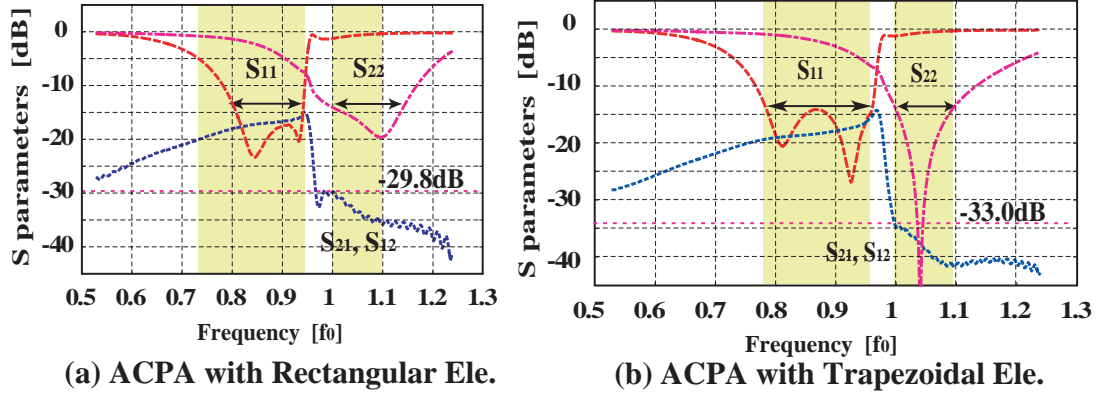 S parameters [dB]
0
-10
-20
-30
-40
S11
S22
-29.8dB
S21, S12
0.5 0.6 0.7 0.8 0.9 1 1.1 1.2 1.3
Frequency [f0]
(a) ACPA with Rectangular Ele.
S parameters [dB]
0
-10
-20
-30
-40
S11
S22
-33.0dB
S21, S12
0.5 0.6 0.7 0.8 0.9 1 1.1 1.2 1.3
Frequency [f0]
(b) ACPA with Trapezoidal Ele.